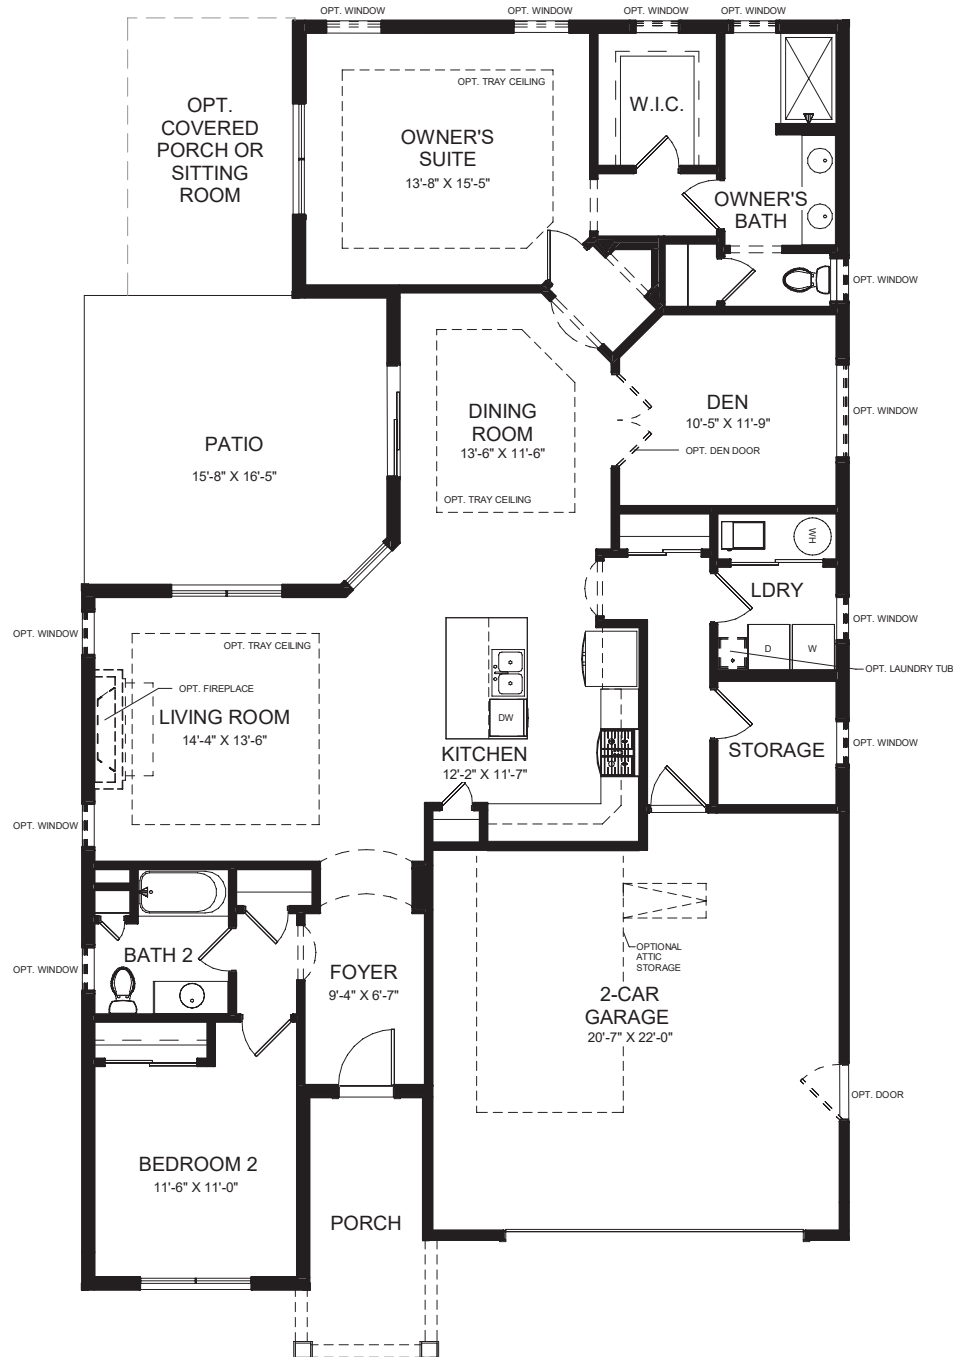 OPT. WINDOW
OPT. WINDOW
OPT. WINDOW
OPT. WINDOW
OPT. TRAY CEILING
OPT.
COVERED
PORCH OR
SITTING
ROOM
OWNER'S
SUITE
13'-8" X 15'-5"
W.I.C.
OWNER'S
BATH
OPT. WINDOW
DINING
ROOM
13'-6" X 11'-6"
OPT. TRAY CEILING
DEN
10'-5" X 11'-9"
OPT. DEN DOOR
OPT. WINDOW
PATIO
15'-8" X 16'-5"
WH
LDRY
D
W
OPT. WINDOW
OPT. LAUNDRY TUB
OPT. WINDOW
OPT. TRAY CEILING
OPT. FIREPLACE
LIVING ROOM
14'-4" X 13'-6"
DW
KITCHEN
12'-2" X 11'-7"
STORAGE
OPT. WINDOW
OPT. WINDOW
BATH 2
OPT. WINDOW
FOYER
9'-4" X 6'-7"
OPTIONAL
ATTIC
STORAGE
2-CAR
GARAGE
20'-7" X 22'-0"
OPT. DOOR
BEDROOM 2
11'-6" X 11'-0"
PORCH